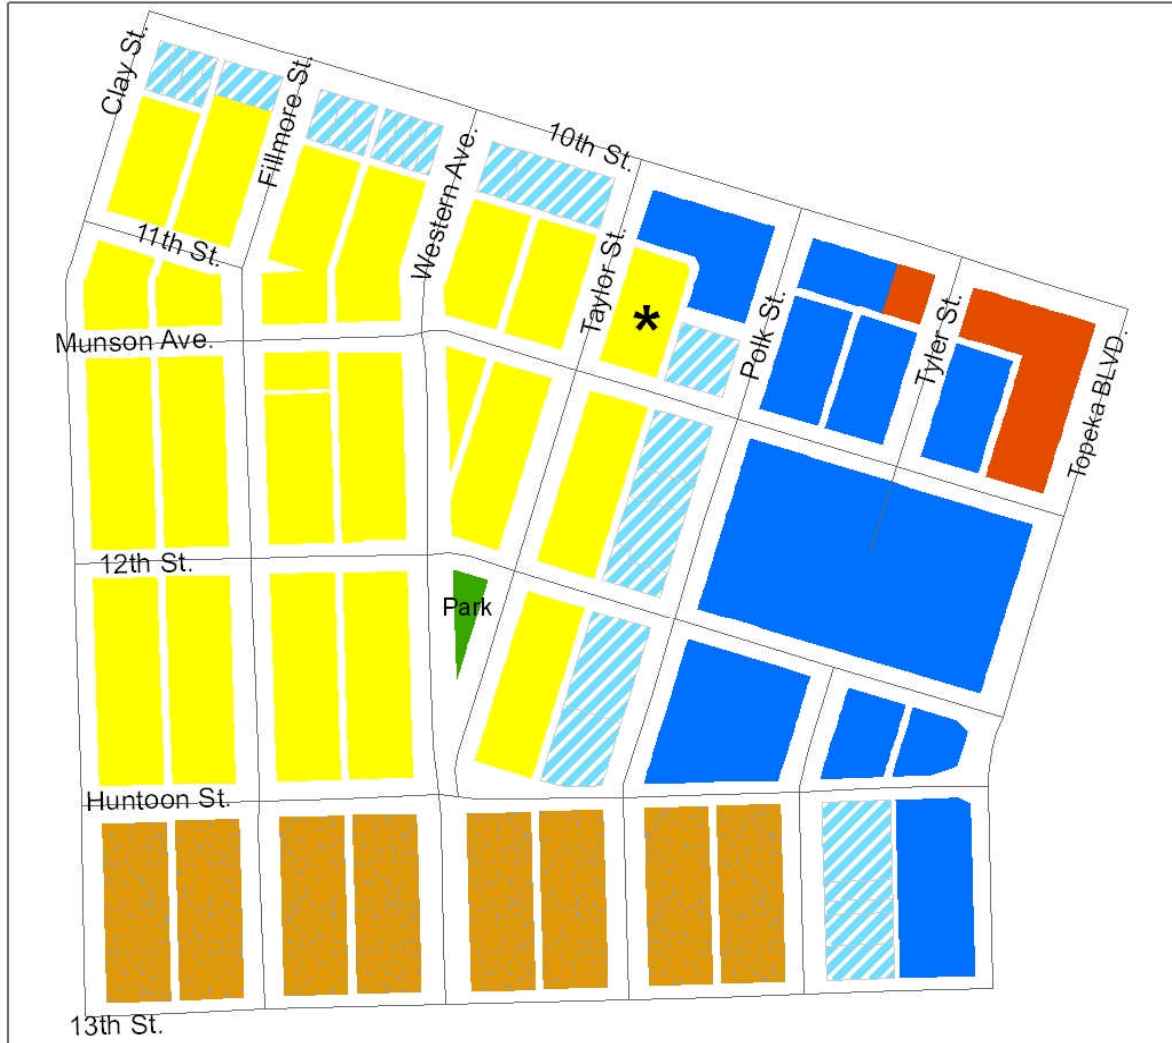 Clay St.
Fillmore St.
Western Ave.
10th St.
11th St.
Taylor St.
*
Polk St.
Tyler St.
Topeka BLVD.
Munson Ave.
12th St.
Park
Huntoon St.
13th St.